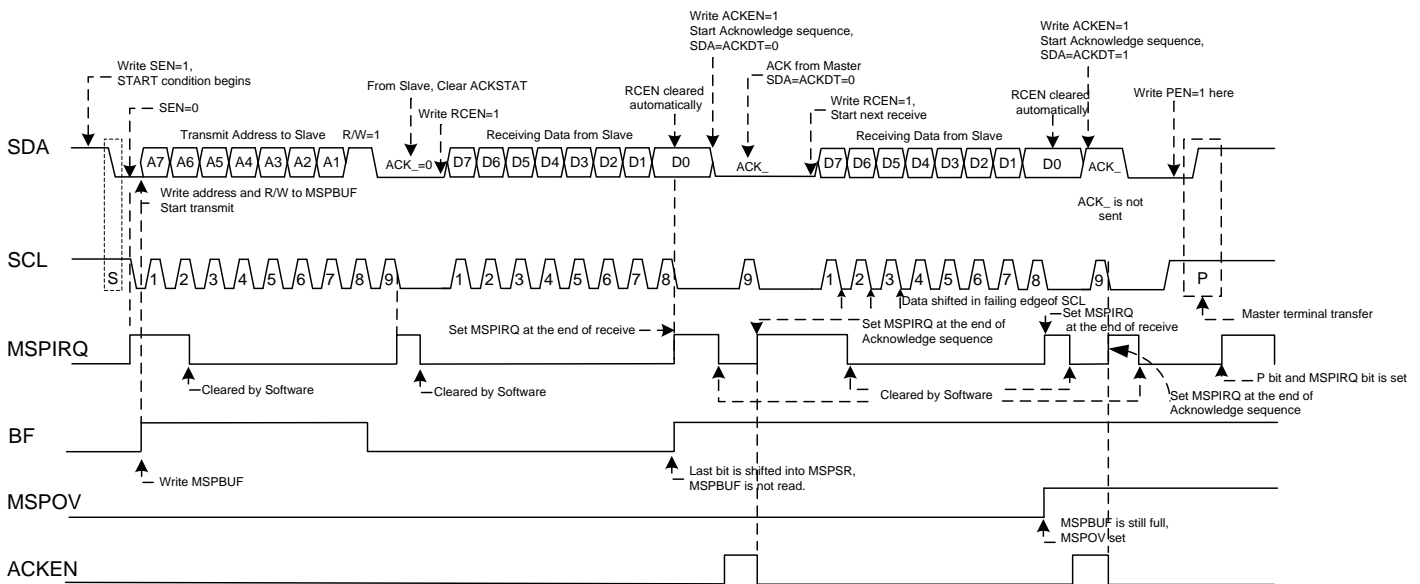 Write SEN=1,
START condition begins
SEN=0
From Slave, Clear ACKSTAT
Write RCEN=1
RCEN cleared
automatically
Write ACKEN=1
Start Acknowledge sequence,
SDA=ACKDT=0
ACK from Master
SDA=ACKDT=0
Write RCEN=1,
Start next receive
Write ACKEN=1
Start Acknowledge sequence,
SDA=ACKDT=1
RCEN cleared
automatically
Write PEN=1 here
Transmit Address to Slave
R/W=1
Receiving Data from Slave
Receiving Data from Slave
SDA
A7 A6 A5 A4 A3 A2 A1 ACK_=0 D7 D6 D5 D4 D3 D2 D1 D0 ACK_ D7 D6 D5 D4 D3 D2 D1 D0 ACK_
Write address and R/W to MSPBUF
Start transmit
ACK_ is not
sent
SCL
S 1 2 3 4 5 6 7 8 9 1 2 3 4 5 6 7 8 9 1 2 3 4 5 6 7 8 9 P
Data shifted in failing edgeof SCL
Set MSPIRQ at the end of receive
Set MSPIRQ at the end of
Acknowledge sequence
Set MSPIRQ
at the end of receive
Master terminal transfer
MSPIRQ
Cleared by Software
Cleared by Software
Cleared by Software
P bit and MSPIRQ bit is set
Set MSPIRQ at the end of
Acknowledge sequence
BF
Write MSPBUF
Last bit is shifted into MSPSR,
MSPBUF is not read.
MSPOV
MSPBUF is still full,
MSPOV set
ACKEN